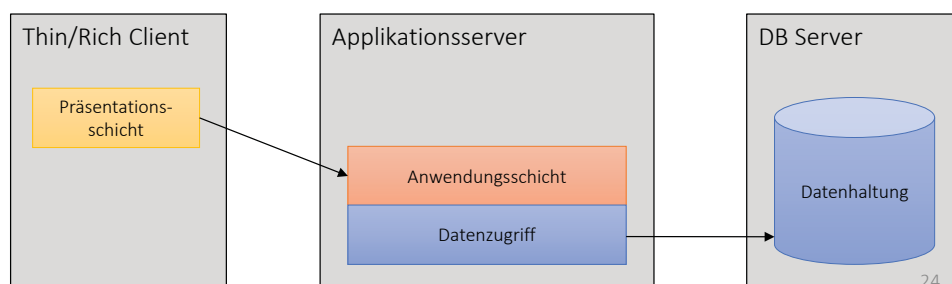 Thin/Rich Client
Applikationsserver
DB Server
Präsentations-
schicht
Anwendungsschicht
Datenzugriff
Datenhaltung
24